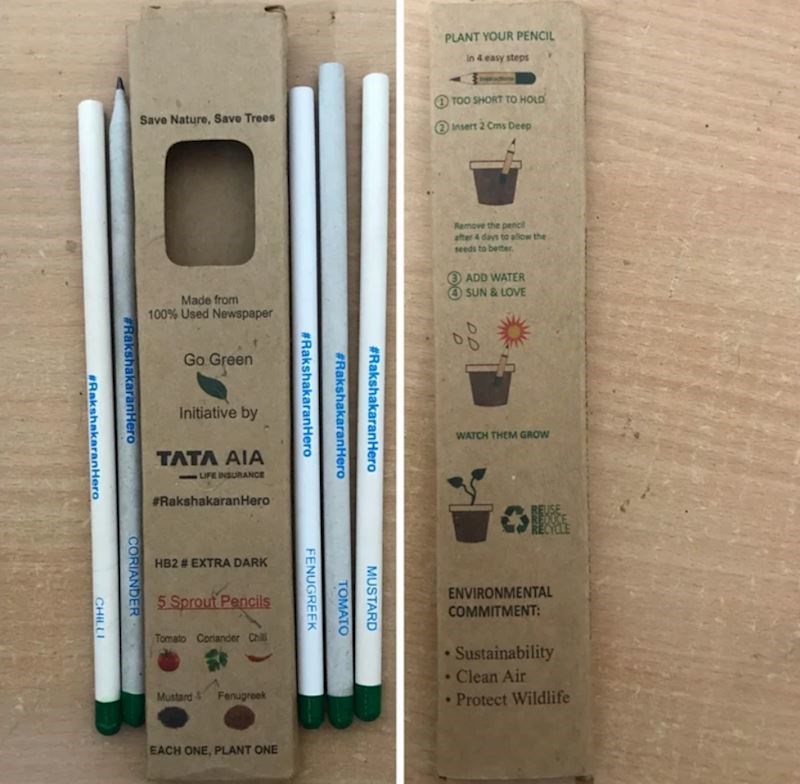 Save Nature, Save Trees
Made from
100% Used Newspaper
Go Green
Initiative by
TATA AIA
LIFE INSURANCE
#RakshakaranHero
HB2 # EXTRA DARK
5 Sprout Pencils
Tomato Coriander Chilli
Mustard Fenugreek
EACH ONE, PLANT ONE
#RakshakaranHero
CHILLI
#RakshakaranHero
CORIANDER
#RakshakaranHero
FENUGREEK
#RakshakaranHero
TOMATO
#RakshakaranHero
MUSTARD
PLANT YOUR PENCIL
in 4 easy steps
Instructions
1 TOO SHORT TO HOLD
2 Insert 2 Cms Deep
Remove the pencil
after 4 days to allow the
seeds to better.
3 ADD WATER
4 SUN & LOVE
WATCH THEM GROW
REUSE
REDUCE
RECYCLE
ENVIRONMENTAL
COMMITMENT:
• Sustainability
• Clean Air
• Protect Wildlife